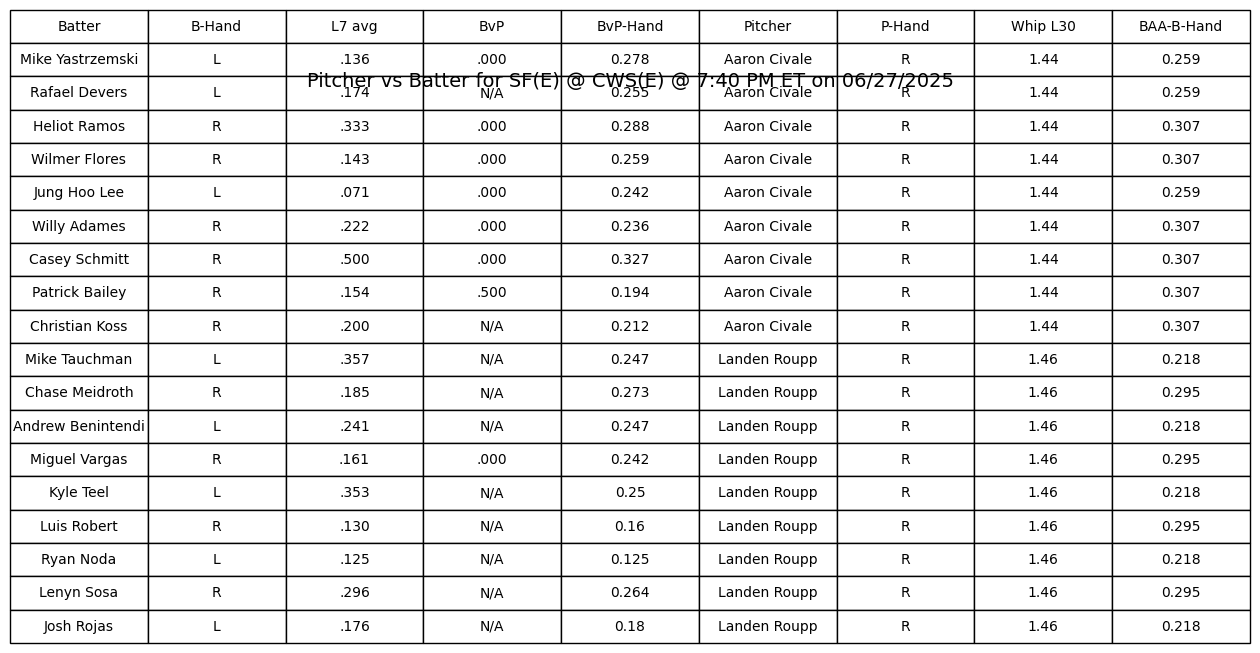 Batter B-Hand L7 avg BvP BvP-Hand Pitcher P-Hand Whip L30 BAA-B-Hand
Mike Yastrzemski L .136 .000 0.278 Aaron Civale R 1.44 0.259
Pitcher vs Batter for SF(E) @ CWS(E) @ 7:40 PM ET on 06/27/2025
Rafael Devers L .174 N/A 0.255 Aaron Civale R 1.44 0.259
Heliot Ramos R .333 .000 0.288 Aaron Civale R 1.44 0.307
Wilmer Flores R .143 .000 0.259 Aaron Civale R 1.44 0.307
Jung Hoo Lee L .071 .000 0.242 Aaron Civale R 1.44 0.259
Willy Adames R .222 .000 0.236 Aaron Civale R 1.44 0.307
Casey Schmitt R .500 .000 0.327 Aaron Civale R 1.44 0.307
Patrick Bailey R .154 .500 0.194 Aaron Civale R 1.44 0.307
Christian Koss R .200 N/A 0.212 Aaron Civale R 1.44 0.307
Mike Tauchman L .357 N/A 0.247 Landen Roupp R 1.46 0.218
Chase Meidroth R .185 N/A 0.273 Landen Roupp R 1.46 0.295
Andrew Benintendi L .241 N/A 0.247 Landen Roupp R 1.46 0.218
Miguel Vargas R .161 .000 0.242 Landen Roupp R 1.46 0.295
Kyle Teel L .353 N/A 0.25 Landen Roupp R 1.46 0.218
Luis Robert R .130 N/A 0.16 Landen Roupp R 1.46 0.295
Ryan Noda L .125 N/A 0.125 Landen Roupp R 1.46 0.218
Lenyn Sosa R .296 N/A 0.264 Landen Roupp R 1.46 0.295
Josh Rojas L .176 N/A 0.18 Landen Roupp R 1.46 0.218